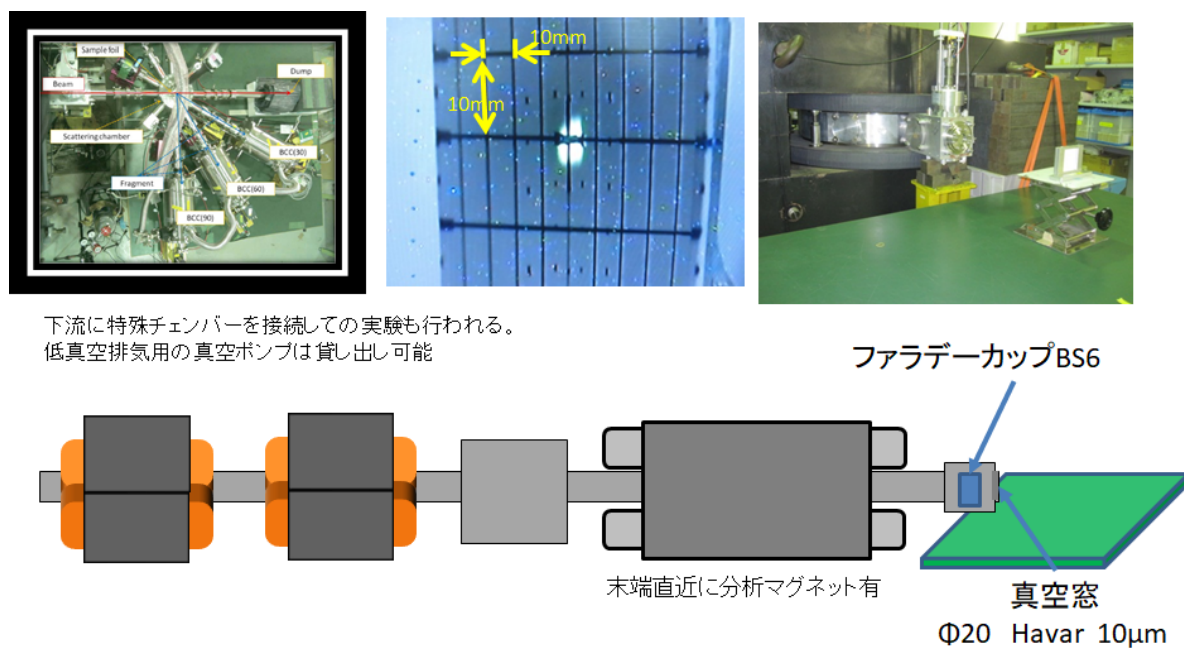 Sample foil
Beam
Dump
Scattering chamber
Fragment
BCC(30)
BCC(60)
BCC(90)
10mm
10mm
下流に特殊チェンバーを接続しての実験も行われる。
低真空排気用の真空ポンプは貸し出し可能
ファラデーカップBS6
末端直近に分析マグネット有
真空窓
Φ20 Havar 10μm